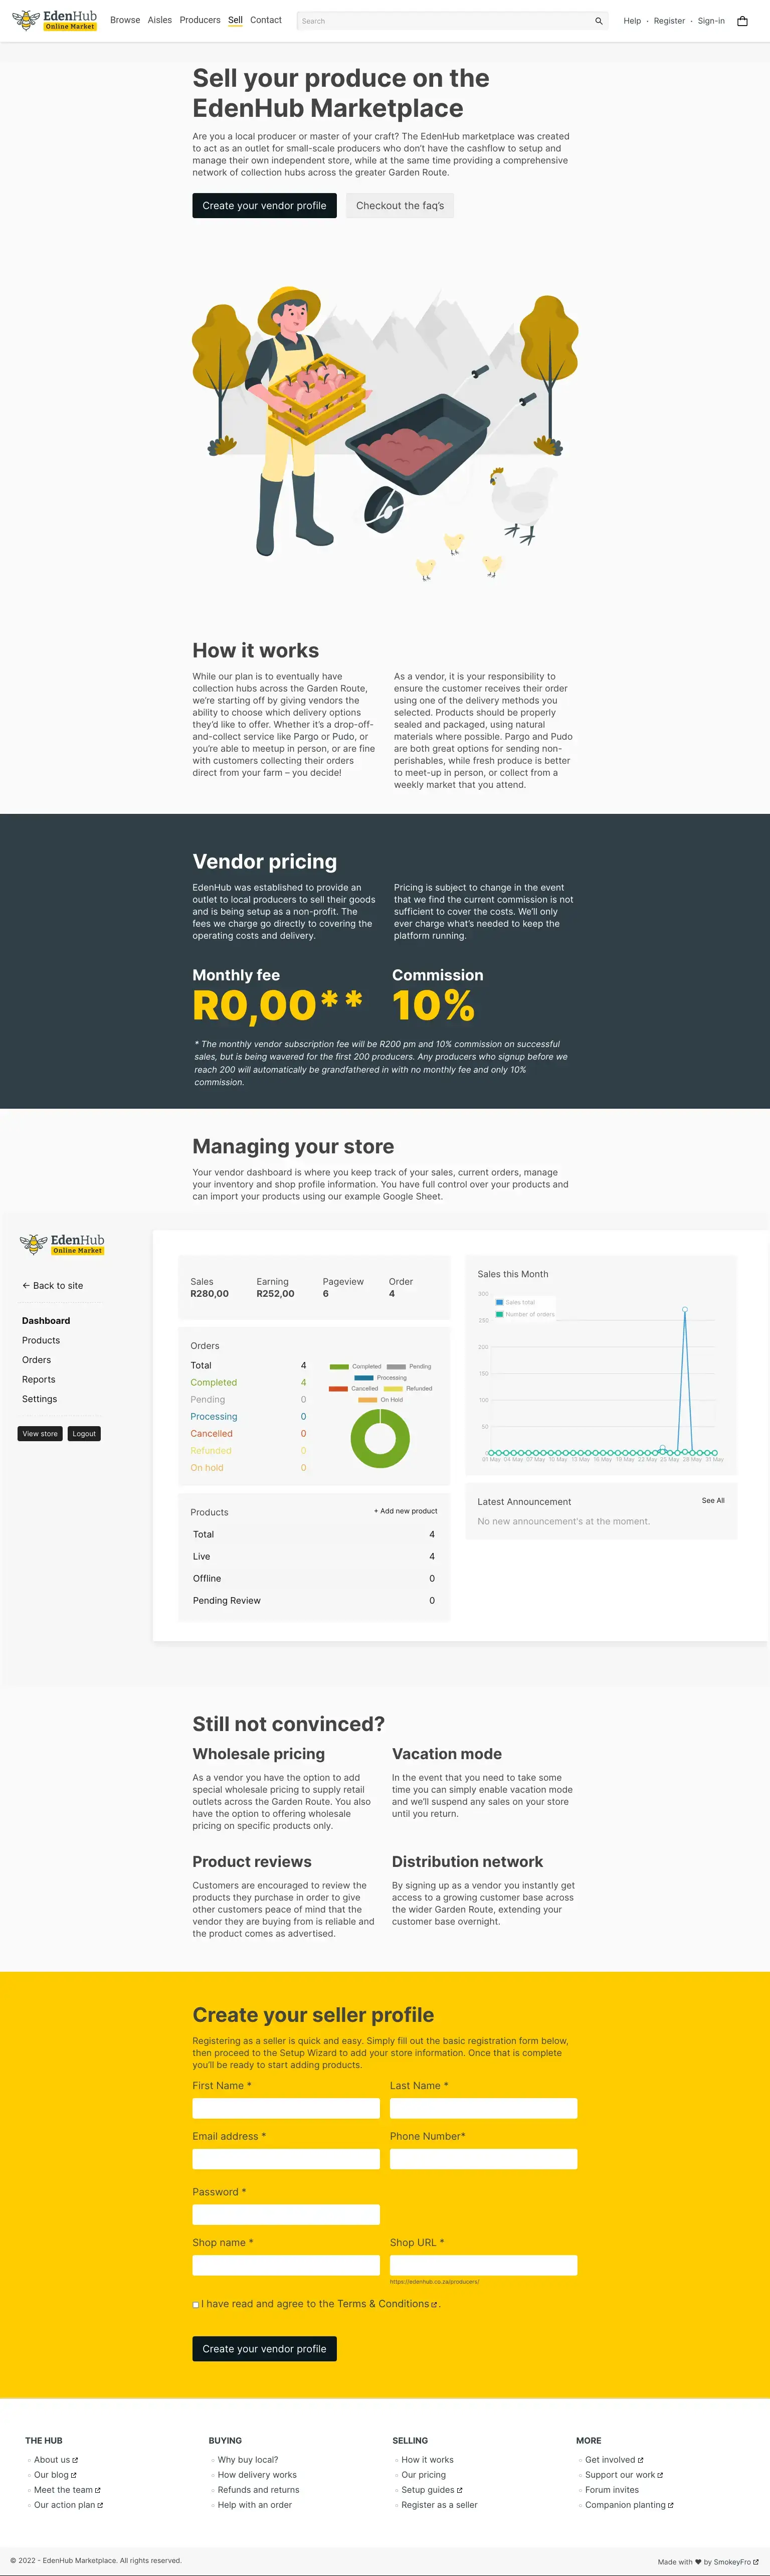 EdenHub
Online Market
Browse Aisles Producers Sell Contact
Search
Help · Register · Sign-in
Sell your produce on the
EdenHub Marketplace
Are you a local producer or master of your craft? The EdenHub marketplace was created
to act as an outlet for small-scale producers who don't have the cashflow to setup and
manage their own independent store, while at the same time providing a comprehensive
network of collection hubs across the greater Garden Route.
Create your vendor profile
Checkout the faq's
How it works
While our plan is to eventually have
collection hubs across the Garden Route,
we're starting off by giving vendors the
ability to choose which delivery options
they'd like to offer. Whether it's a drop-off-
and-collect service like Pargo or Pudo, or
you're able to meetup in person, or are fine
with customers collecting their orders
direct from your farm – you decide!
As a vendor, it is your responsibility to
ensure the customer receives their order
using one of the delivery methods you
selected. Products should be properly
sealed and packaged, using natural
materials where possible. Pargo and Pudo
are both great options for sending non-
perishables, while fresh produce is better
to meet-up in person, or collect from a
weekly market that you attend.
Vendor pricing
EdenHub was established to provide an
outlet to local producers to sell their goods
and is being setup as a non-profit. The
fees we charge go directly to covering the
operating costs and delivery.
Pricing is subject to change in the event
that we find the current commission is not
sufficient to cover the costs. We'll only
ever charge what's needed to keep the
platform running.
Monthly fee
R0,00**
Commission
10%
* The monthly vendor subscription fee will be R200 pm and 10% commission on successful
sales, but is being wavered for the first 200 producers. Any producers who signup before we
reach 200 will automatically be grandfathered in with no monthly fee and only 10%
commission.
Managing your store
Your vendor dashboard is where you keep track of your sales, current orders, manage
your inventory and shop profile information. You have full control over your products and
can import your products using our example Google Sheet.
EdenHub
Online Market
← Back to site
Dashboard
Products
Orders
Reports
Settings
View store
Logout
Sales
R280,00
Earning
R252,00
Pageview
6
Order
4
Orders
Total 4
Completed 4
Pending 0
Processing 0
Cancelled 0
Refunded 0
On hold 0
Completed Pending
Processing
Cancelled Refunded
On Hold
Products
+ Add new product
Total 4
Live 4
Offline 0
Pending Review 0
Sales this Month
Sales total
Number of orders
300
250
200
150
100
50
0
01 May 04 May 07 May 10 May 13 May 16 May 19 May 22 May 25 May 28 May 31 May
Latest Announcement
See All
No new announcement's at the moment.
Still not convinced?
Wholesale pricing
As a vendor you have the option to add
special wholesale pricing to supply retail
outlets across the Garden Route. You also
have the option to offering wholesale
pricing on specific products only.
Vacation mode
In the event that you need to take some
time you can simply enable vacation mode
and we'll suspend any sales on your store
until you return.
Product reviews
Customers are encouraged to review the
products they purchase in order to give
other customers peace of mind that the
vendor they are buying from is reliable and
the product comes as advertised.
Distribution network
By signing up as a vendor you instantly get
access to a growing customer base across
the wider Garden Route, extending your
customer base overnight.
Create your seller profile
Registering as a seller is quick and easy. Simply fill out the basic registration form below,
then proceed to the Setup Wizard to add your store information. Once that is complete
you'll be ready to start adding products.
First Name *
Last Name *
Email address *
Phone Number*
Password *
Shop name *
Shop URL *
https://edenhub.co.za/producers/
I have read and agree to the Terms & Conditions.
Create your vendor profile
THE HUB
About us
Our blog
Meet the team
Our action plan
BUYING
Why buy local?
How delivery works
Refunds and returns
Help with an order
SELLING
How it works
Our pricing
Setup guides
Register as a seller
MORE
Get involved
Support our work
Forum invites
Companion planting
© 2022 - EdenHub Marketplace. All rights reserved.
Made with ♥ by SmokeyFro